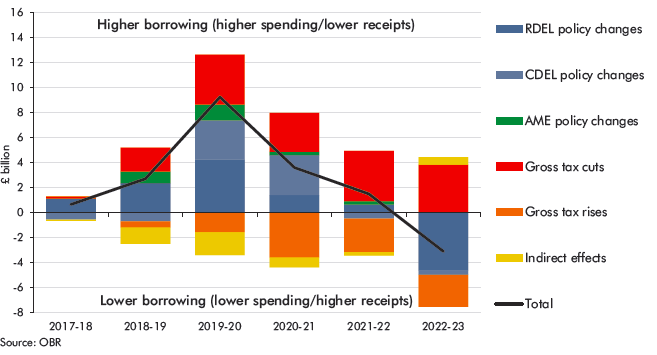 16
14
12
10
8
6
4
2
0
-2
-4
-6
-8
£ billion
Higher borrowing (higher spending/lower receipts)
Lower borrowing (lower spending/higher receipts)
2017-18 2018-19 2019-20 2020-21 2021-22 2022-23
RDEL policy changes
CDEL policy changes
AME policy changes
Gross tax cuts
Gross tax rises
Indirect effects
Total
Source: OBR